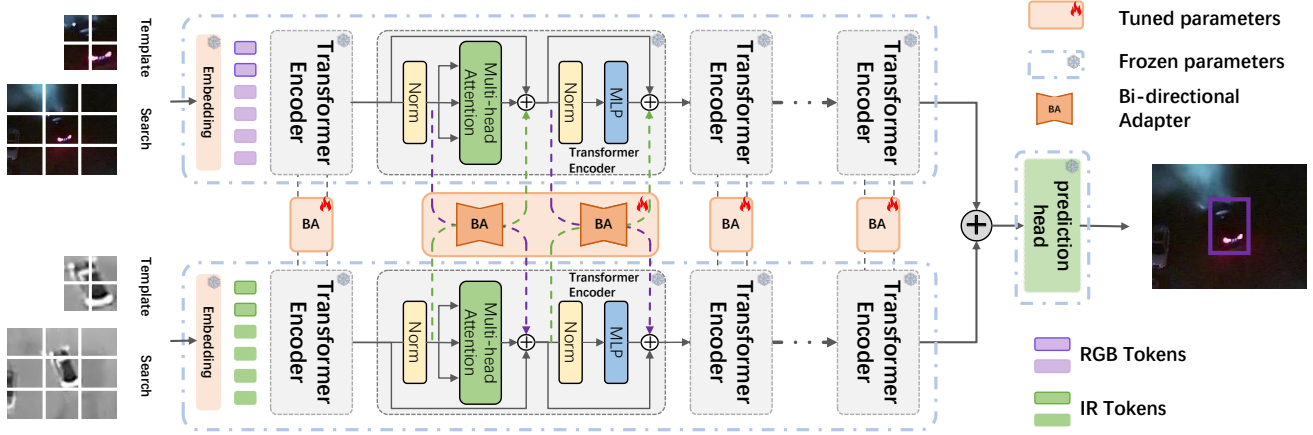 Template
Search
Embedding
Transformer
Encoder
Norm
Multi-head
Attention
Norm
MLP
Transformer
Encoder
Transformer
Encoder
Transformer
Encoder
BA
BA
BA
BA
BA
Template
Search
Embedding
Transformer
Encoder
Norm
Multi-head
Attention
Norm
MLP
Transformer
Encoder
Transformer
Encoder
Transformer
Encoder
prediction
head
Tuned parameters
Frozen parameters
BA
Bi-directional
Adapter
RGB Tokens
IR Tokens